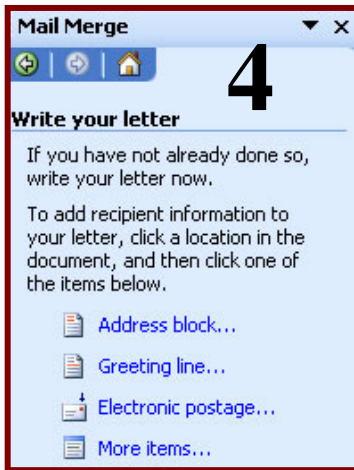 Mail Merge
4
Write your letter
If you have not already done so,
write your letter now.
To add recipient information to
your letter, click a location in the
document, and then click one of
the items below.
Address block...
Greeting line...
Electronic postage...
More items...